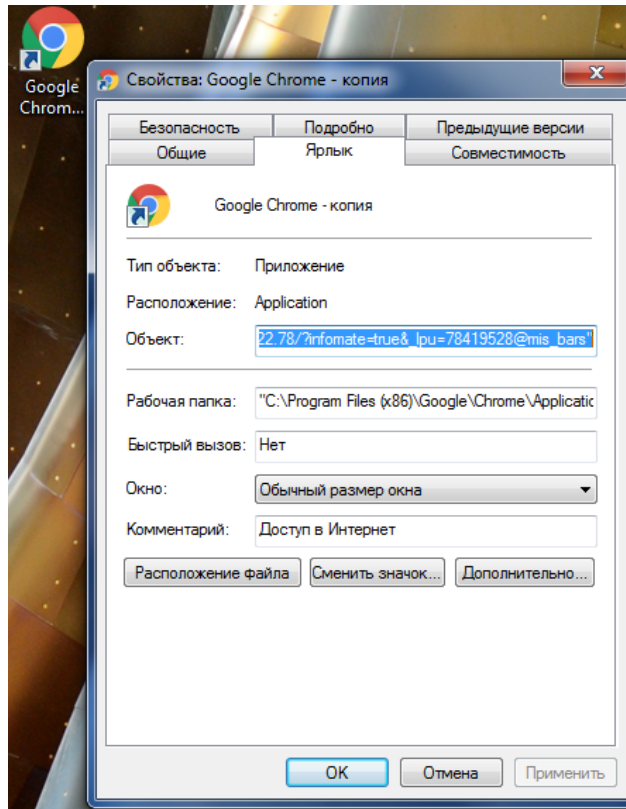 Google
Chrom...
Свойства: Google Chrome - копия
Безопасность
Подробно
Предыдущие версии
Общие
Ярлык
Совместимость
Google Chrome - копия
Тип объекта: Приложение
Расположение: Application
Объект: 22.78/?infomate=true&_lpu=78419528@mis_bars"
Рабочая папка: "C:\Program Files (x86)\Google\Chrome\Applicatic
Быстрый вызов: Нет
Окно: Обычный размер окна
Комментарий: Доступ в Интернет
Расположение файла
Сменить значок...
Дополнительно...
OK
Отмена
Применить